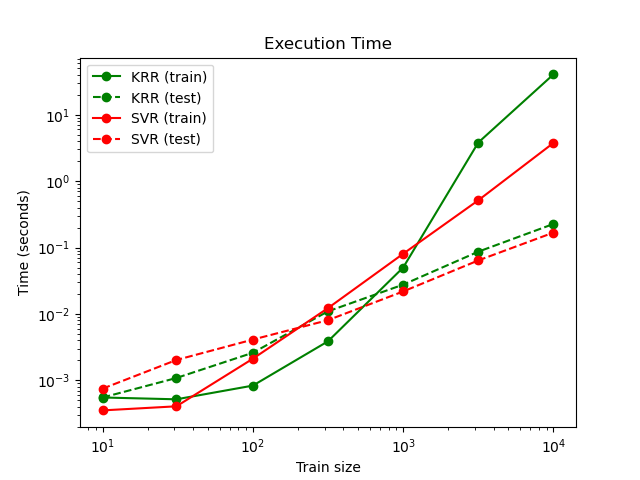 Execution Time
KRR (train)
KRR (test)
SVR (train)
SVR (test)
Time (seconds)
10¹
10⁰
10⁻¹
10⁻²
10⁻³
10¹ 10² 10³ 10⁴
Train size